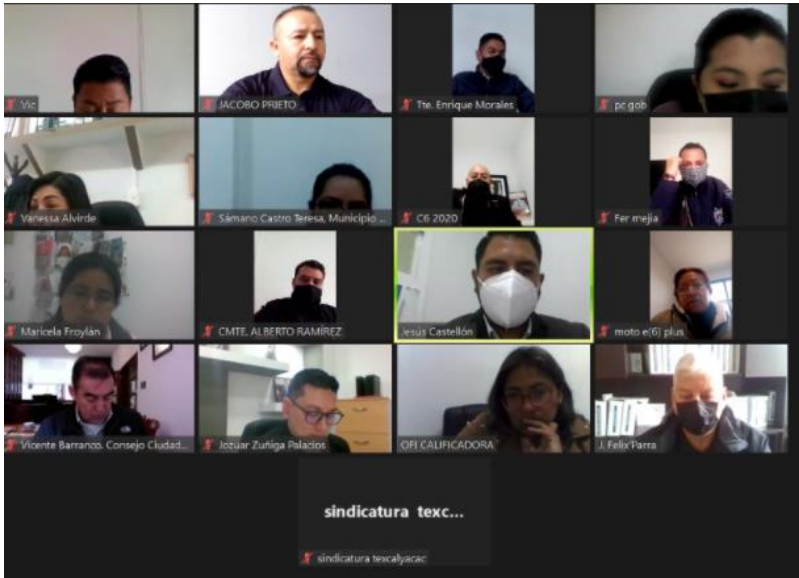 Vic
JACOBO PRIETO
Tte. Enrique Morales
pc gob
Vanessa Alvirde
Sámano Castro Teresa, Municipio ...
C6 2020
Fer mejia
Maricela Froylán
CMTE. ALBERTO RAMÍREZ
Jesús Castellón
moto e(6) plus
Vicente Barranco. Consejo Ciudad...
Jozuar Zuñiga Palacios
OFI CALIFICADORA
J. Felix Parra
sindicatura texc...
sindicatura texcalyacac